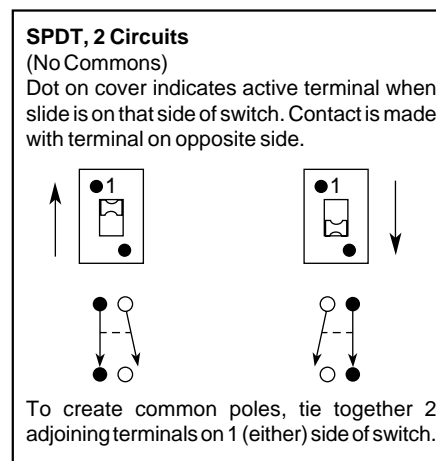 SPDT, 2 Circuits
(No Commons)
Dot on cover indicates active terminal when
slide is on that side of switch. Contact is made
with terminal on opposite side.
1
1
To create common poles, tie together 2
adjoining terminals on 1 (either) side of switch.